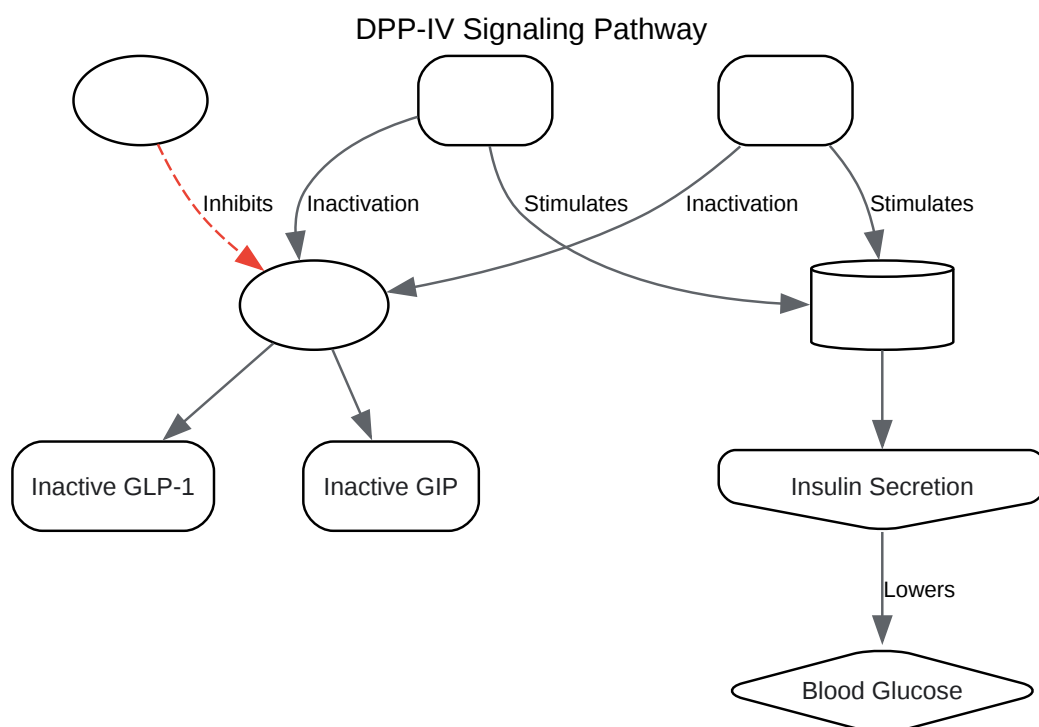 DPP-IV Signaling Pathway
Inhibits
Inactivation
Stimulates
Inactivation
Stimulates
Inactive GLP-1
Inactive GIP
Insulin Secretion
Lowers
Blood Glucose